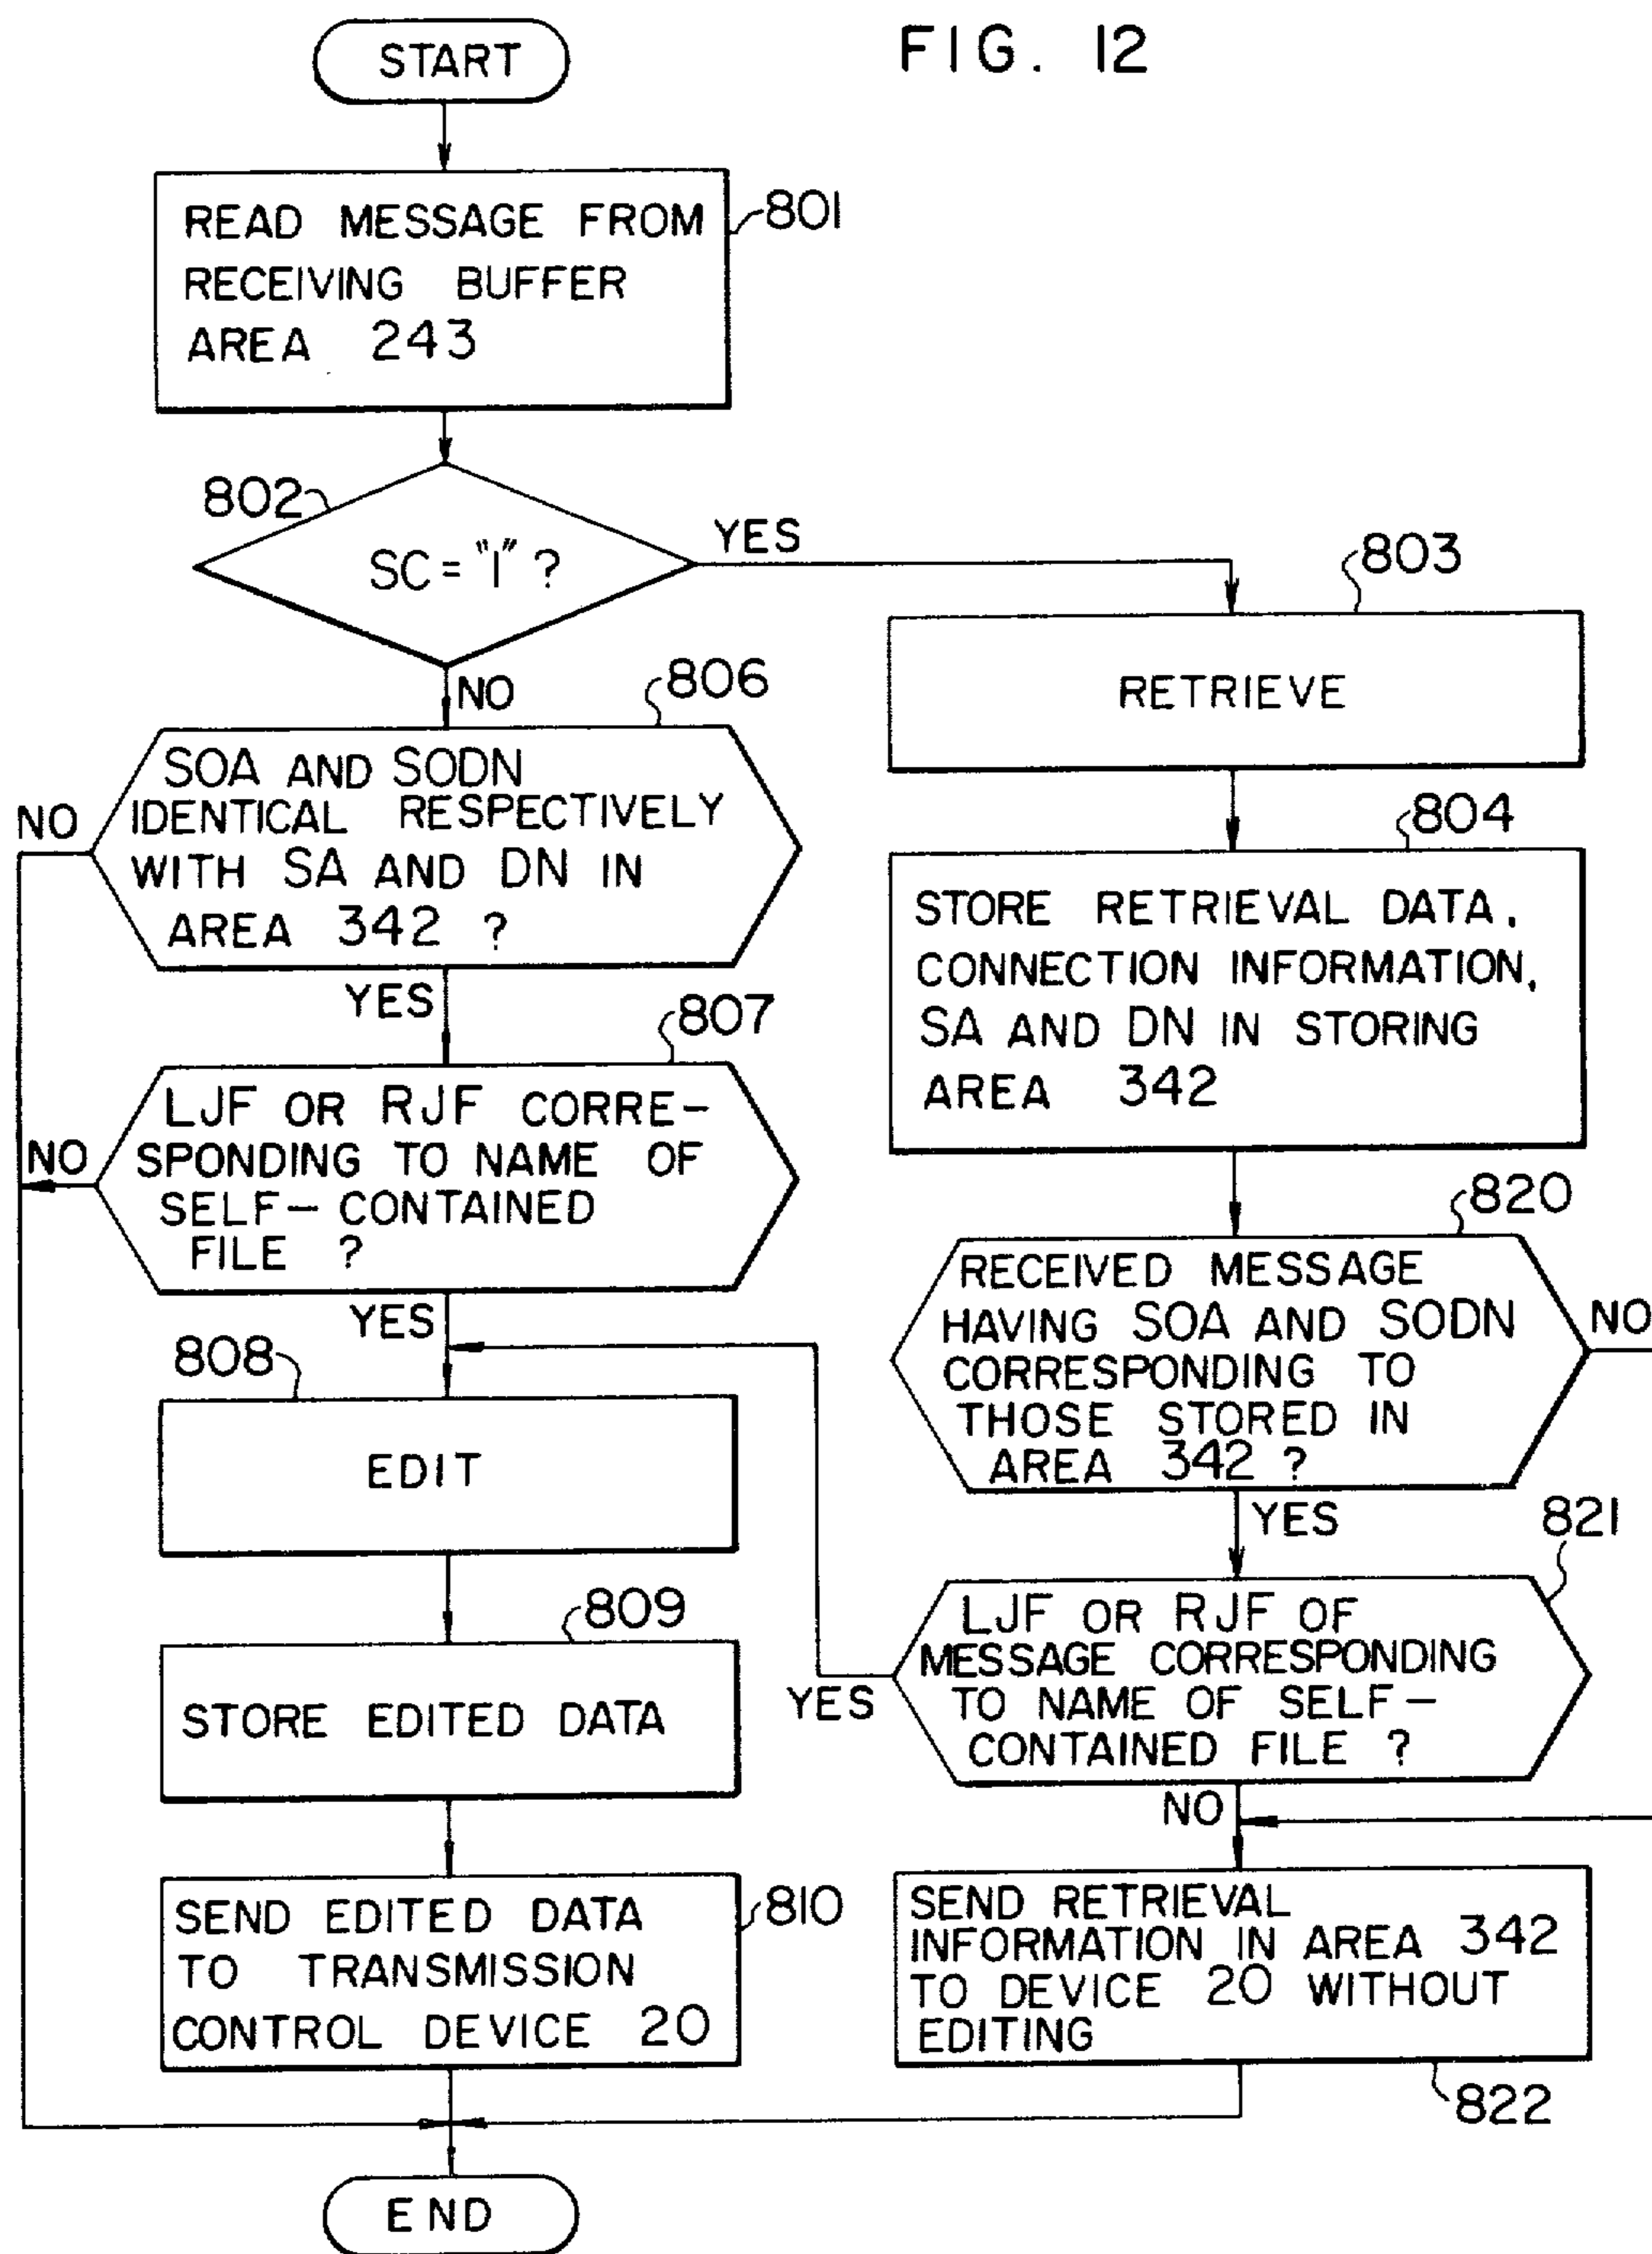 FIG. 12
START
READ MESSAGE FROM
RECEIVING BUFFER
AREA 243
801
802
SC = "1" ?
YES
803
RETRIEVE
NO
806
SOA AND SODN
IDENTICAL RESPECTIVELY
WITH SA AND DN IN
AREA 342 ?
NO
YES
804
STORE RETRIEVAL DATA,
CONNECTION INFORMATION,
SA AND DN IN STORING
AREA 342
807
LJF OR RJF CORRE-
SPONDING TO NAME OF
SELF-CONTAINED
FILE ?
NO
YES
820
RECEIVED MESSAGE
HAVING SOA AND SODN
CORRESPONDING TO
THOSE STORED IN
AREA 342 ?
NO
YES
808
EDIT
821
LJF OR RJF OF
MESSAGE CORRESPONDING
TO NAME OF SELF-
CONTAINED FILE ?
YES
NO
809
STORE EDITED DATA
SEND EDITED DATA
TO TRANSMISSION
CONTROL DEVICE 20
810
SEND RETRIEVAL
INFORMATION IN AREA 342
TO DEVICE 20 WITHOUT
EDITING
822
END